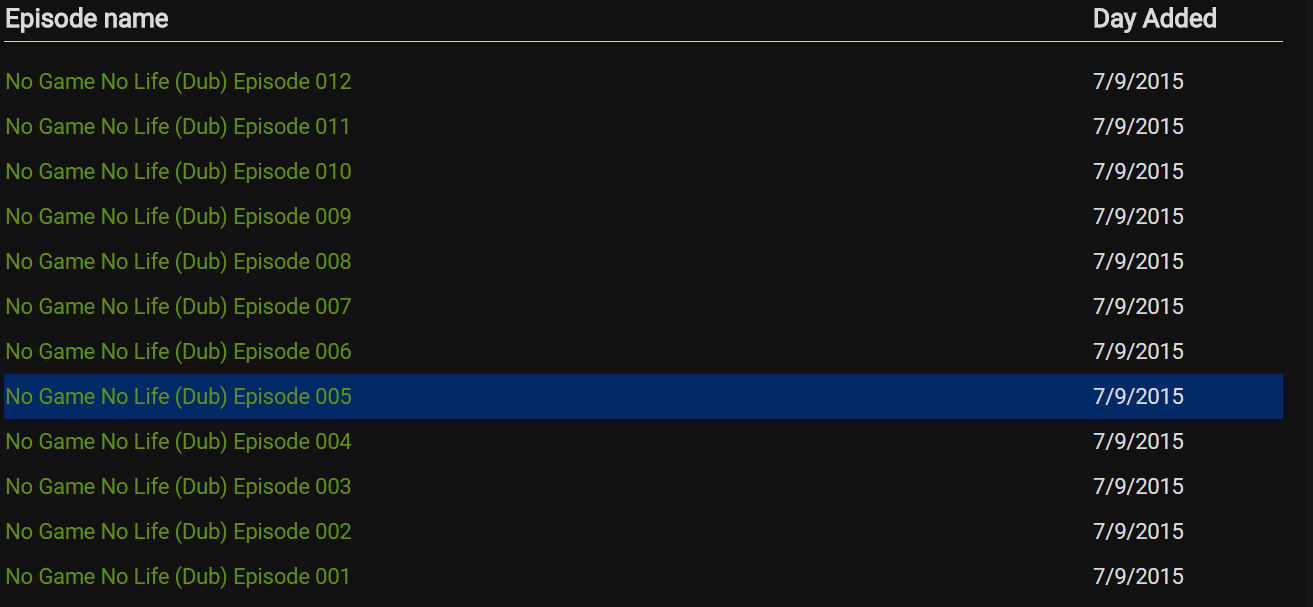 Episode name Day Added
No Game No Life (Dub) Episode 012 7/9/2015
No Game No Life (Dub) Episode 011 7/9/2015
No Game No Life (Dub) Episode 010 7/9/2015
No Game No Life (Dub) Episode 009 7/9/2015
No Game No Life (Dub) Episode 008 7/9/2015
No Game No Life (Dub) Episode 007 7/9/2015
No Game No Life (Dub) Episode 006 7/9/2015
No Game No Life (Dub) Episode 005 7/9/2015
No Game No Life (Dub) Episode 004 7/9/2015
No Game No Life (Dub) Episode 003 7/9/2015
No Game No Life (Dub) Episode 002 7/9/2015
No Game No Life (Dub) Episode 001 7/9/2015